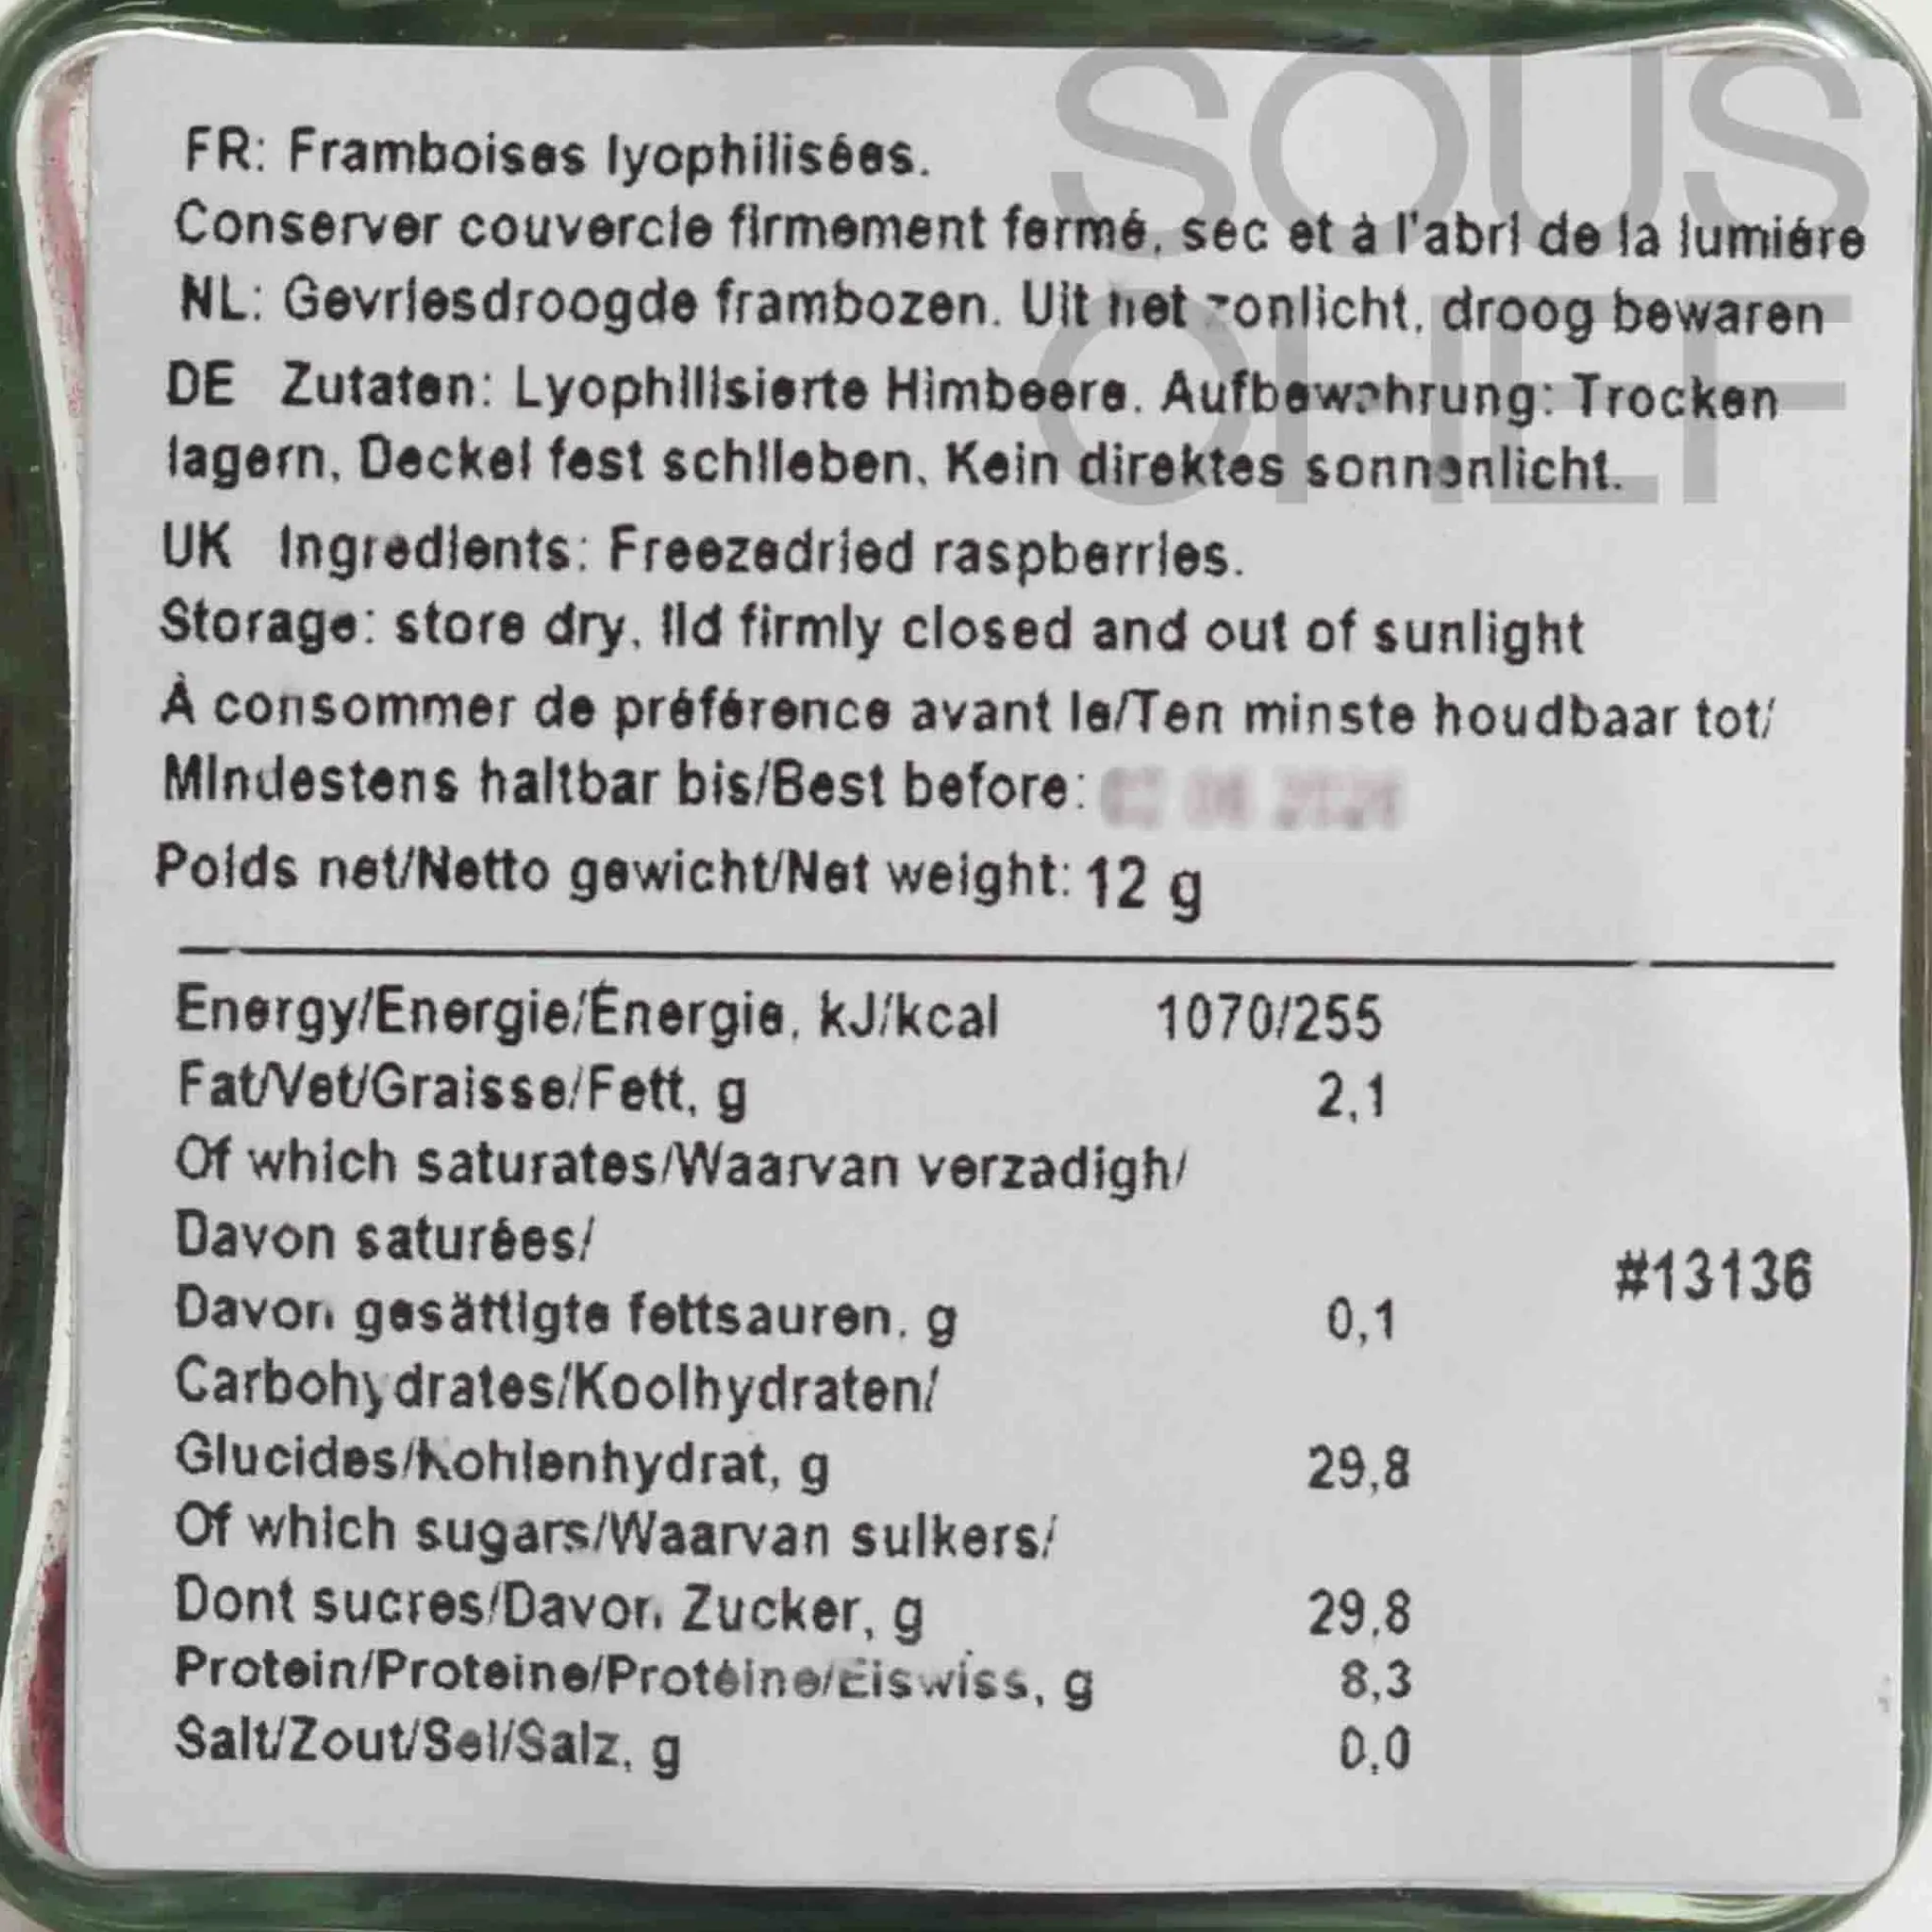 SOUS
CHEF
FR: Framboises lyophilisées.
Conserver couvercle firmement fermé, sec et à l'abri de la lumiére
NL: Gevriesdroogde frambozen. Uit het zonlicht, droog bewaren
DE Zutaten: Lyophilisierte Himbeere. Aufbewahrung: Trocken
lagern, Deckel fest schlieben, Kein direktes sonnenlicht.
UK Ingredients: Freezedried raspberries.
Storage: store dry, lid firmly closed and out of sunlight
À consommer de préférence avant le/Ten minste houdbaar tot/
Mindestens haltbar bis/Best before:
Poids net/Netto gewicht/Net weight: 12 g
Energy/Energie/Énergie, kJ/kcal 1070/255
Fat/Vet/Graisse/Fett, g 2,1
Of which saturates/Waarvan verzadigh/
Davon saturées/
Davon gesättigte fettsauren, g 0,1
#13136
Carbohydrates/Koolhydraten/
Glucides/Kohlenhydrat, g 29,8
Of which sugars/Waarvan sulkers/
Dont sucres/Davon Zucker, g 29,8
Protein/Proteine/Protéine/Eiswiss, g 8,3
Salt/Zout/Sel/Salz, g 0,0